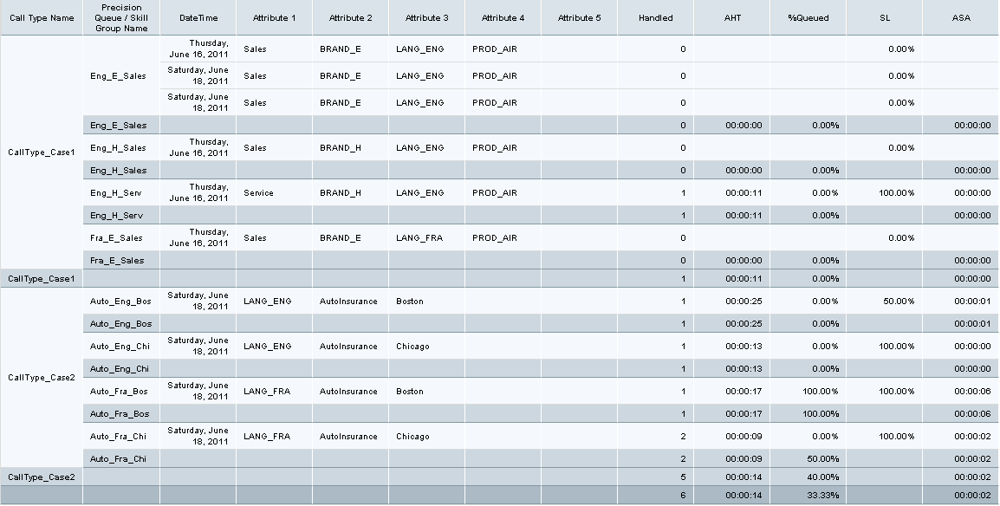 Call Type Name Precision Queue / Skill Group Name DateTime Attribute 1 Attribute 2 Attribute 3 Attribute 4 Attribute 5 Handled AHT %Queued SL ASA
CallType_Case1 Eng_E_Sales Thursday, June 16, 2011 Sales BRAND_E LANG_ENG PROD_AIR 0 0.00%
Saturday, June 18, 2011 Sales BRAND_E LANG_ENG PROD_AIR 0 0.00%
Saturday, June 18, 2011 Sales BRAND_E LANG_ENG PROD_AIR 0 0.00%
Eng_E_Sales 0 00:00:00 0.00% 00:00:00
Eng_H_Sales Thursday, June 16, 2011 Sales BRAND_H LANG_ENG PROD_AIR 0 0.00%
Eng_H_Sales 0 00:00:00 0.00% 00:00:00
Eng_H_Serv Thursday, June 16, 2011 Service BRAND_H LANG_ENG PROD_AIR 1 00:00:11 0.00% 100.00% 00:00:00
Eng_H_Serv 1 00:00:11 0.00% 00:00:00
Fra_E_Sales Thursday, June 16, 2011 Sales BRAND_E LANG_FRA PROD_AIR 0 0.00%
Fra_E_Sales 0 00:00:00 0.00% 00:00:00
CallType_Case1 1 00:00:11 0.00% 00:00:00
CallType_Case2 Auto_Eng_Bos Saturday, June 18, 2011 LANG_ENG AutoInsurance Boston 1 00:00:25 0.00% 50.00% 00:00:01
Auto_Eng_Bos 1 00:00:25 0.00% 00:00:01
Auto_Eng_Chi Saturday, June 18, 2011 LANG_ENG AutoInsurance Chicago 1 00:00:13 0.00% 100.00% 00:00:00
Auto_Eng_Chi 1 00:00:13 0.00% 00:00:00
Auto_Fra_Bos Saturday, June 18, 2011 LANG_FRA AutoInsurance Boston 1 00:00:17 100.00% 100.00% 00:00:06
Auto_Fra_Bos 1 00:00:17 100.00% 00:00:06
Auto_Fra_Chi Saturday, June 18, 2011 LANG_FRA AutoInsurance Chicago 2 00:00:09 0.00% 100.00% 00:00:02
Auto_Fra_Chi 2 00:00:09 50.00% 00:00:02
CallType_Case2 5 00:00:14 40.00% 00:00:02
6 00:00:14 33.33% 00:00:02